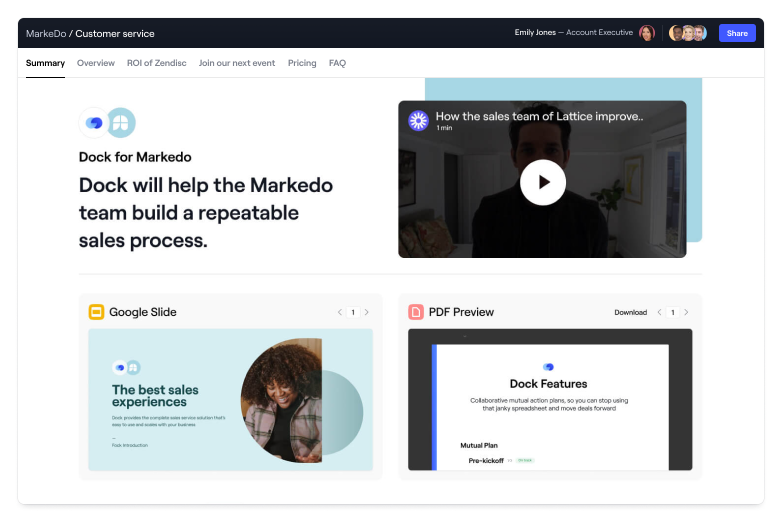 MarkeDo / Customer service
Emily Jones — Account Executive
Share
Summary
Overview
ROI of Zendisc
Join our next event
Pricing
FAQ
How the sales team of Lattice improve..
1 min
Dock for Markedo
Dock will help the Markedo
team build a repeatable
sales process.
Google Slide
1
PDF Preview
Download
1
The best sales
experiences
Dock provides the complete sales service solution that's
easy to use and scales with your business
Dock Features
Collaborative mutual action plans, so you can stop using
that janky spreadsheet and move deals forward
Mutual Plan
Pre-kickoff